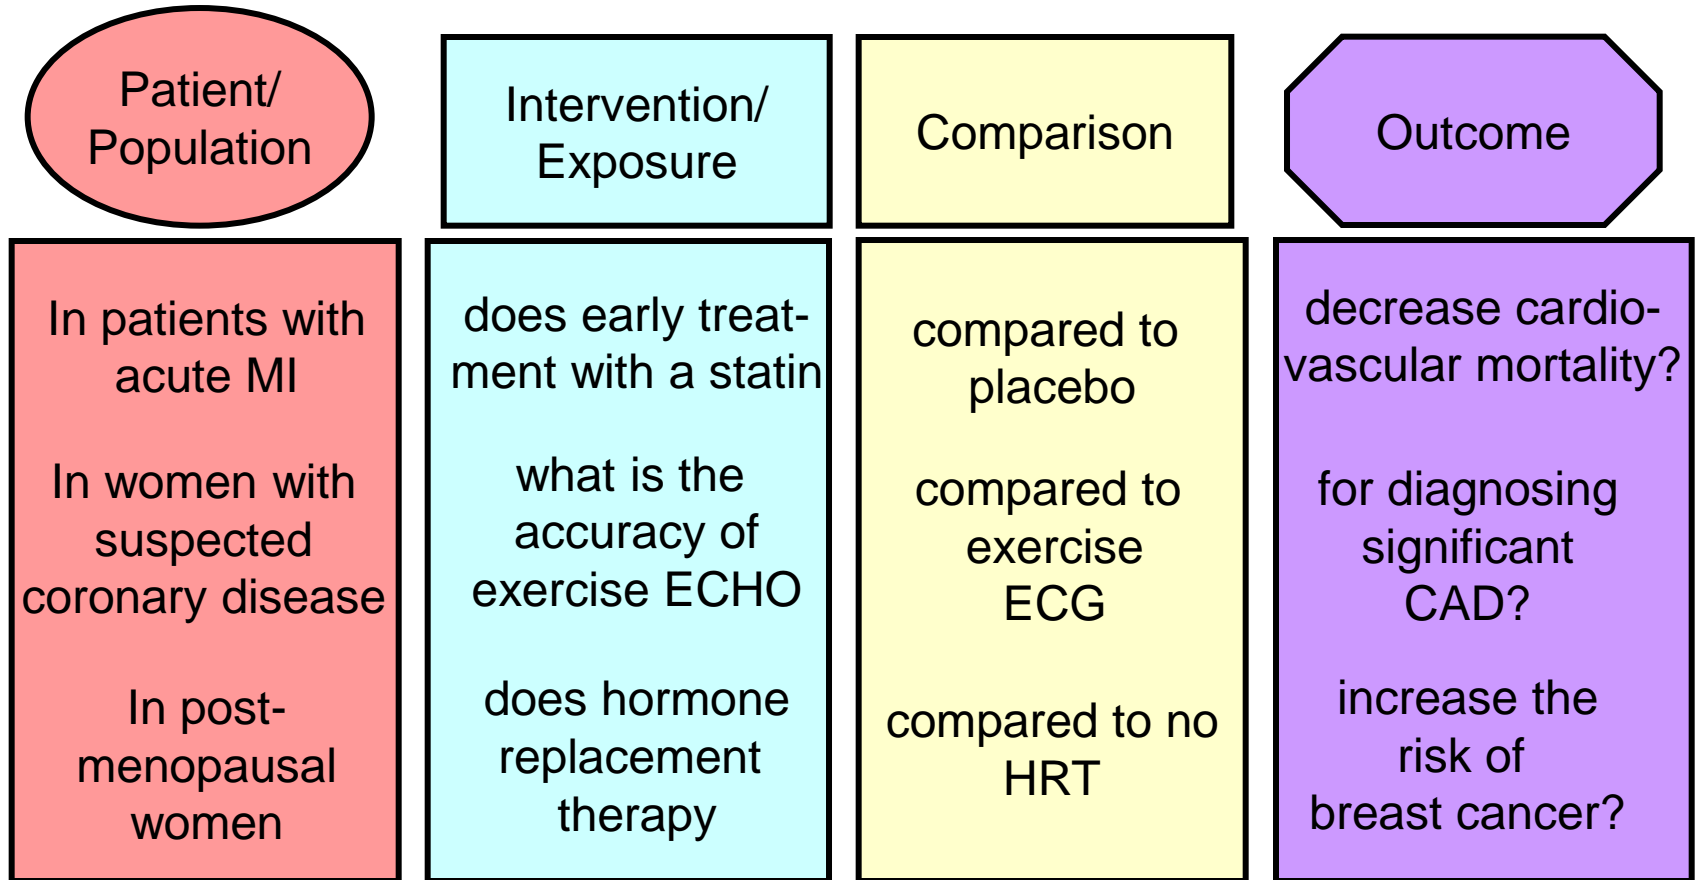 Patient/
Population
Intervention/
Exposure
Comparison
Outcome
In patients with
acute MI
does early treat-
ment with a statin
compared to
placebo
decrease cardio-
vascular mortality?
In women with
suspected
coronary disease
what is the
accuracy of
exercise ECHO
compared to
exercise
ECG
for diagnosing
significant
CAD?
In post-
menopausal
women
does hormone
replacement
therapy
compared to no
HRT
increase the
risk of
breast cancer?